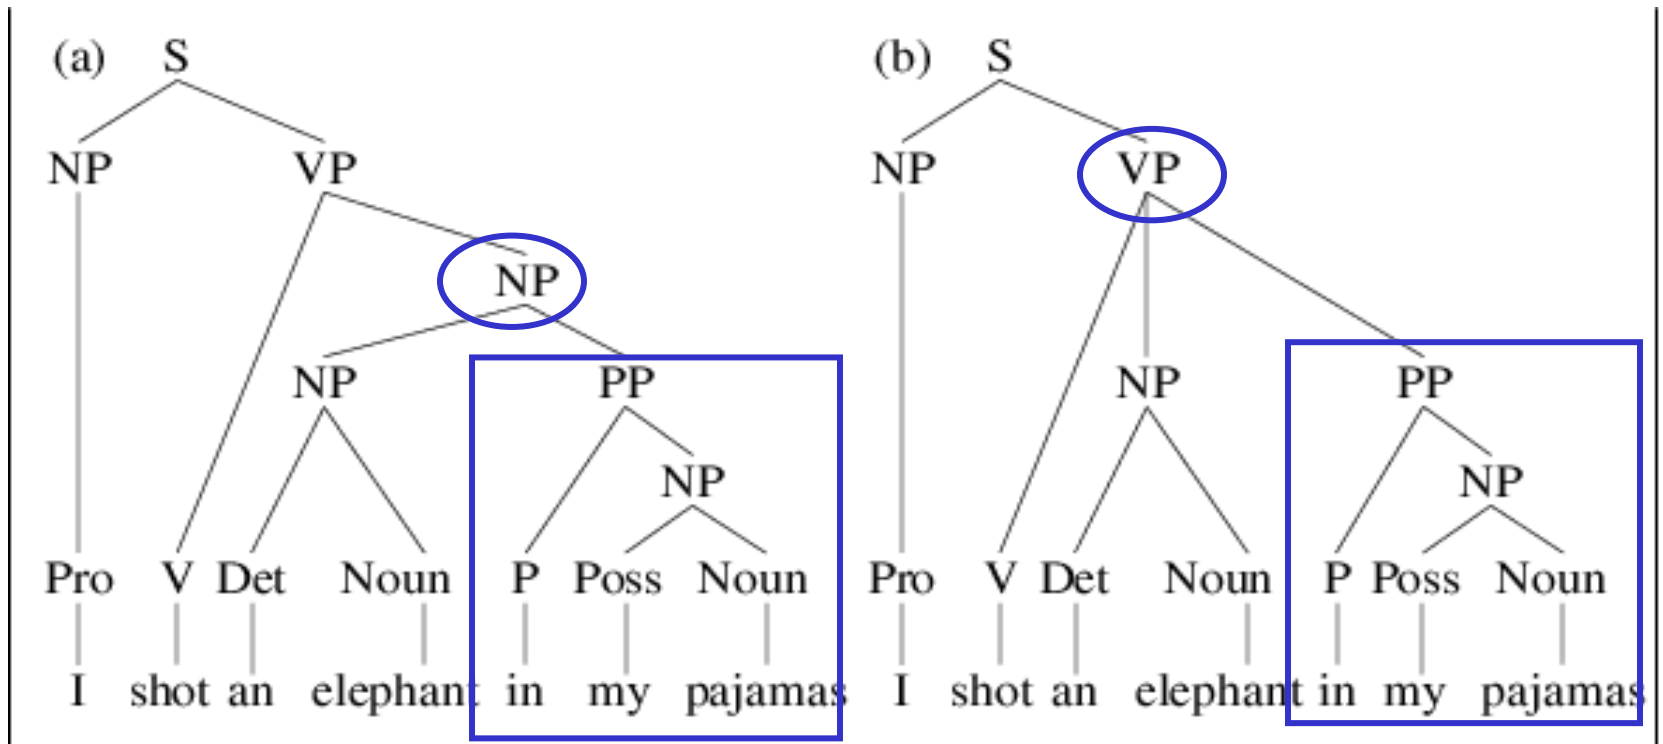 (a) S
NP VP
NP
NP PP
NP
Pro V Det Noun P Poss Noun
I shot an elephant in my pajamas
(b) S
NP VP
NP PP
NP
Pro V Det Noun P Poss Noun
I shot an elephant in my pajamas